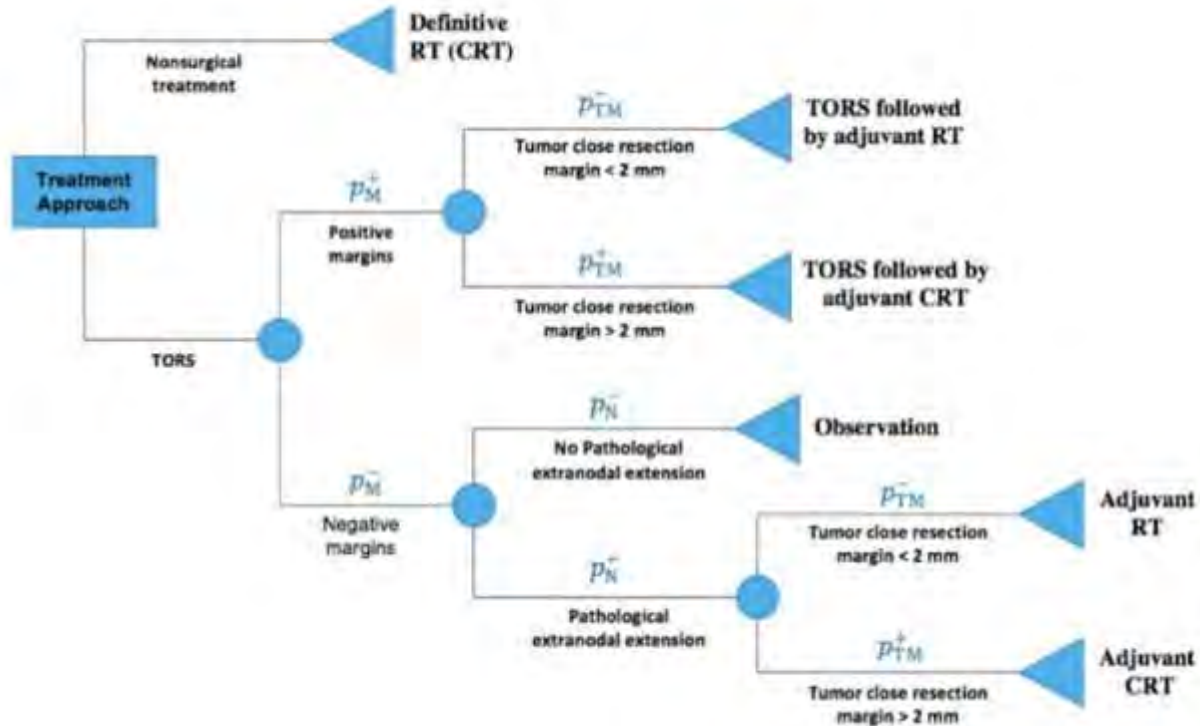 Definitive
RT (CRT)
Nonsurgical
treatment
p⁻TM
Tumor close resection
margin < 2 mm
TORS followed
by adjuvant RT
Treatment
Approach
p⁺M
Positive
margins
p⁺TM
Tumor close resection
margin > 2 mm
TORS followed by
adjuvant CRT
TORS
p⁻N
No Pathological
extranodal extension
Observation
p⁻M
Negative
margins
p⁻TM
Tumor close resection
margin < 2 mm
Adjuvant
RT
p⁻N
Pathological
extranodal extension
p⁺TM
Tumor close resection
margin > 2 mm
Adjuvant
CRT